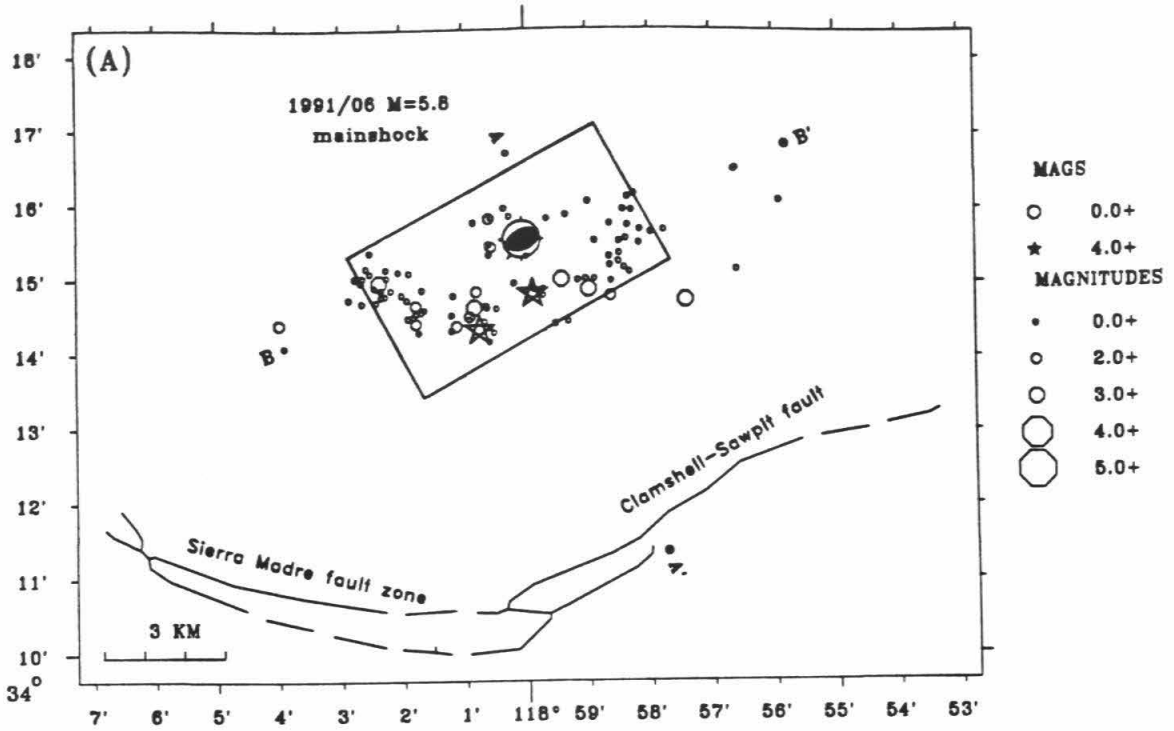 (A)
1991/06 M=5.8
mainshock
A
B'
B
Clamshell-Sawpit fault
A'
Sierra Madre fault zone
3 KM
18'
17'
16'
15'
14'
13'
12'
11'
10'
34°
7' 6' 5' 4' 3' 2' 1' 118° 59' 58' 57' 56' 55' 54' 53'
MAGS
0.0+
4.0+
MAGNITUDES
0.0+
2.0+
3.0+
4.0+
5.0+